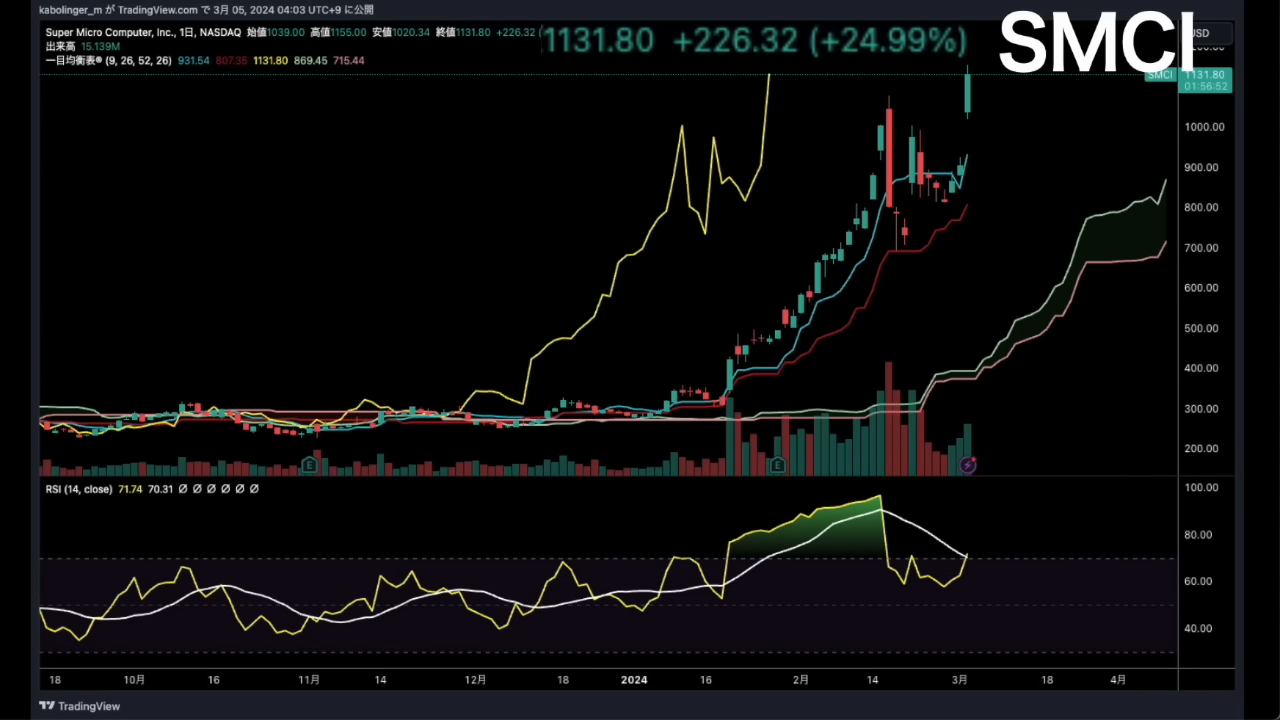 kabolinger_m が TradingView.com で 3月 05, 2024 04:03 UTC+9 に公開
SMCI
Super Micro Computer, Inc., 1日, NASDAQ 始値1039.00 高値1155.00 安値1020.34 終値1131.80 +226.32 (
1131.80 +226.32 (+24.99%)
USD
出来高 15.139M
一目均衡表® (9, 26, 52, 26) 931.54 807.35 1131.80 869.45 715.44
SMCI 1131.80
01:56:52
1000.00
900.00
800.00
700.00
600.00
500.00
400.00
300.00
200.00
E E
RSI (14, close) 71.74 70.31 Ø Ø Ø Ø Ø Ø
100.00
80.00
60.00
40.00
18 10月 16 11月 14 12月 18 2024 16 2月 14 3月 18 4月
TradingView